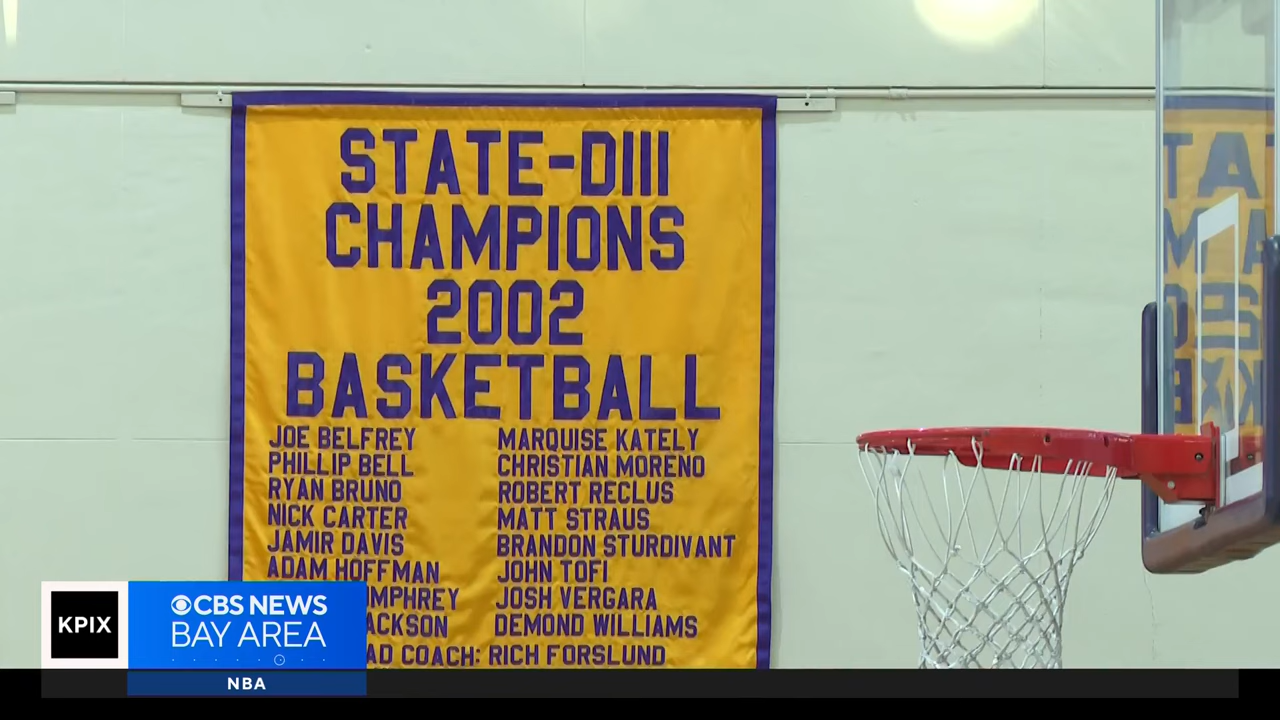 STATE-DIII
CHAMPIONS
2002
BASKETBALL
JOE BELFREY
PHILLIP BELL
RYAN BRUNO
NICK CARTER
JAMIR DAVIS
ADAM HOFFMAN
MARQUISE KATELY
CHRISTIAN MORENO
ROBERT RECLUS
MATT STRAUS
BRANDON STURDIVANT
JOHN TOFI
JOSH VERGARA
DEMOND WILLIAMS
COACH: RICH FORSLUND
KPIX
CBS NEWS
BAY AREA
NBA